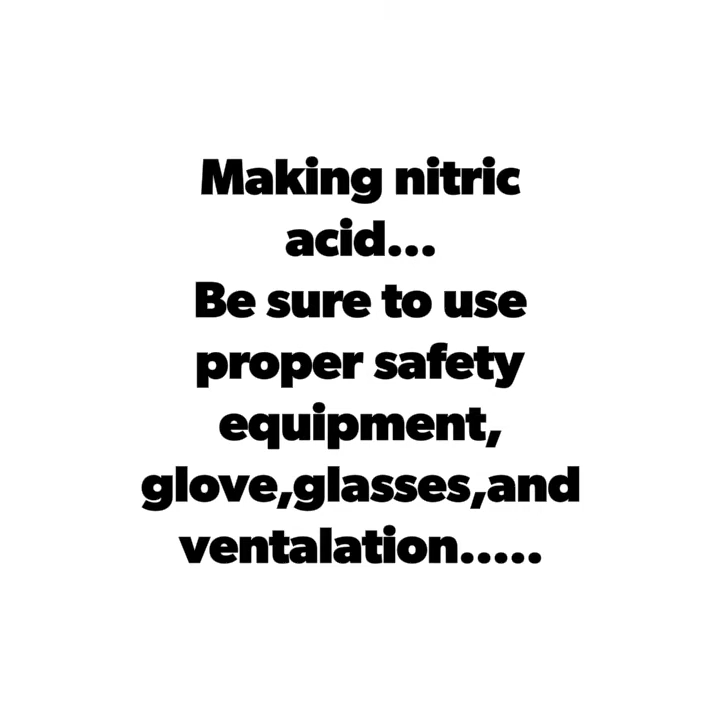 Making nitric
acid...
Be sure to use
proper safety
equipment,
glove,glasses,and
ventalation.....